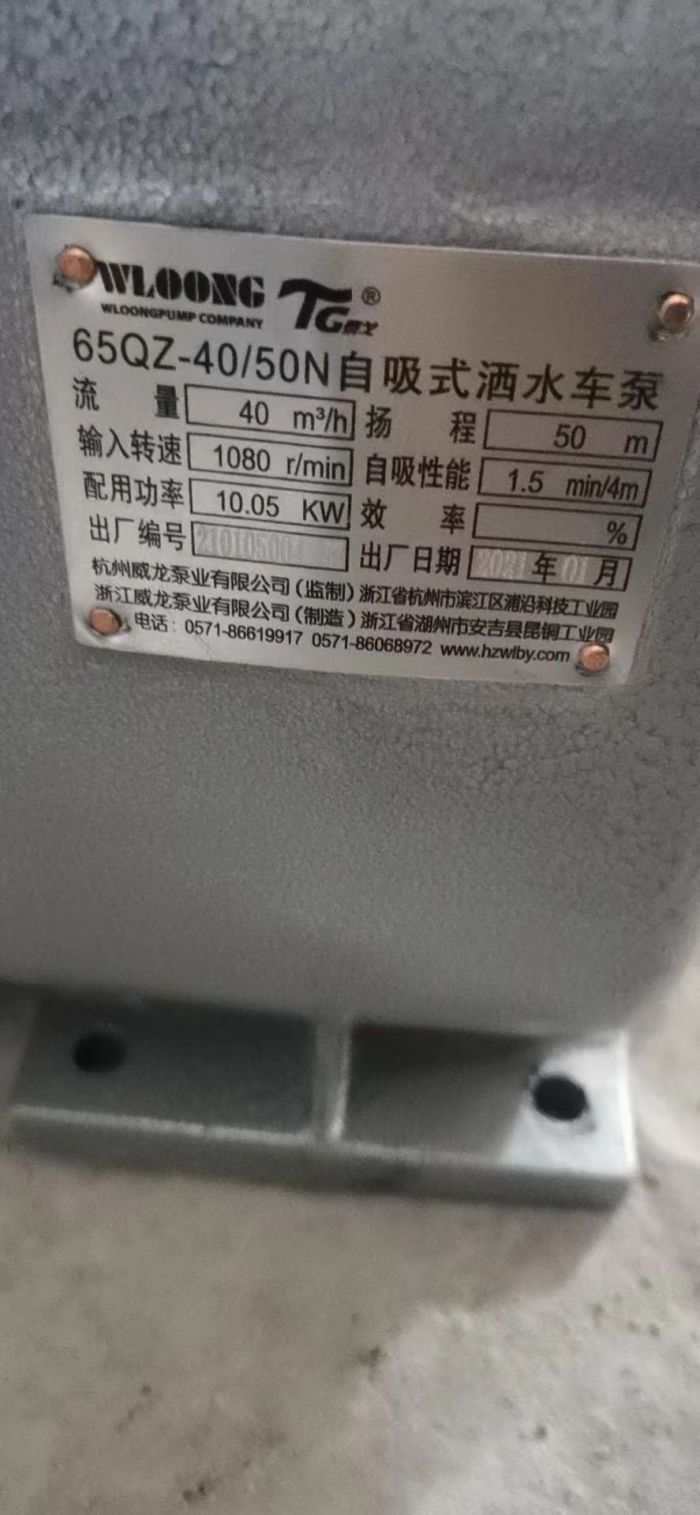 WLOONG TG®
WLOONGPUMP COMPANY
65QZ-40/50N自吸式洒水车泵
流量 40 m³/h 扬程 50 m
输入转速 1080 r/min 自吸性能 1.5 min/4m
配用功率 10.05 KW 效率 %
出厂编号 出厂日期 2021年01月
杭州威龙泵业有限公司(监制)浙江省杭州市滨江区浦沿科技工业园
浙江威龙泵业有限公司(制造)浙江省湖州市安吉县昆铜工业园
电话:0571-86619917 0571-86068972 www.hzwlby.com